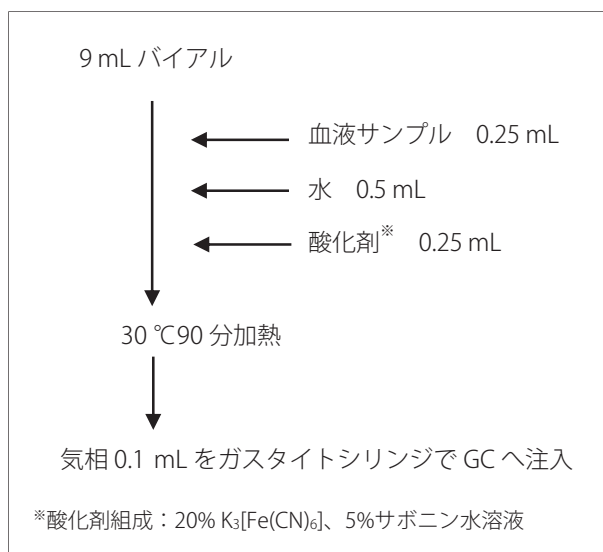 9 mL バイアル
血液サンプル　0.25 mL
水　0.5 mL
酸化剤※　0.25 mL
30 ℃90 分加熱
気相 0.1 mL をガスタイトシリンジで GC へ注入
※酸化剤組成：20% K₃[Fe(CN)₆]、5%サボニン水溶液